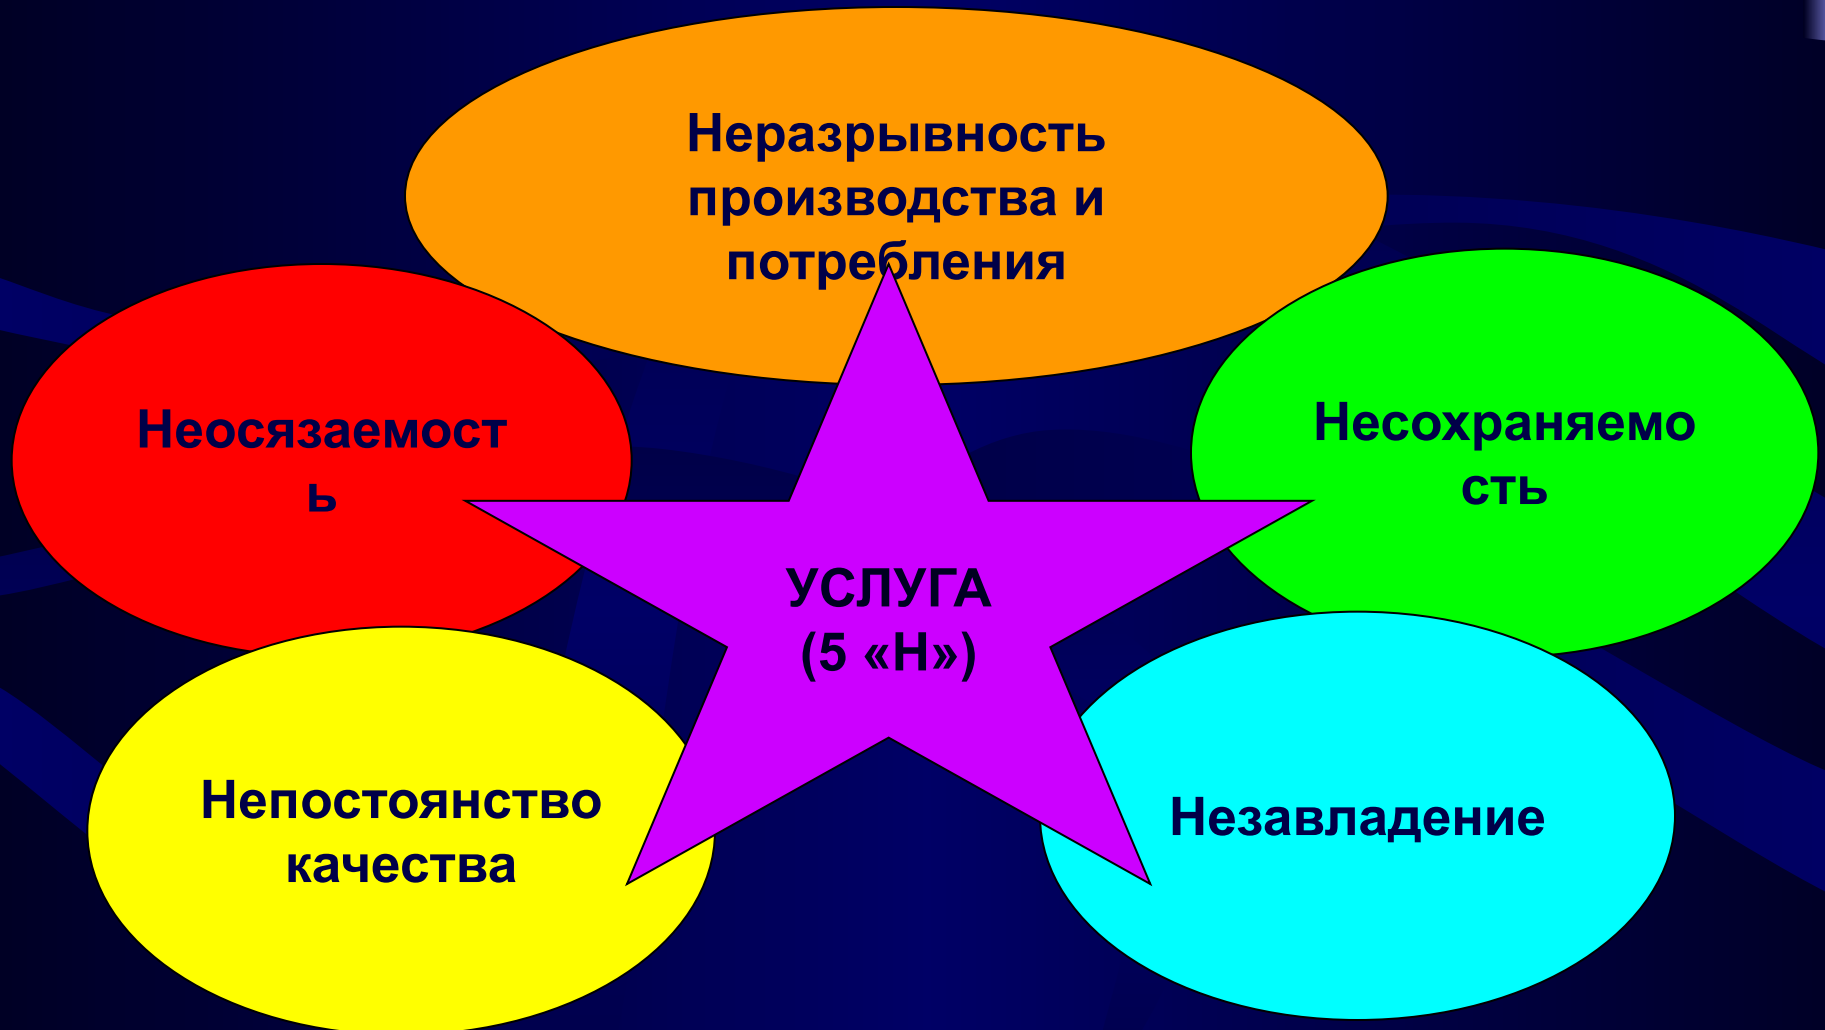 Неразрывность
производства и
потребления
Неосязаемост
ь
Несохраняемо
сть
УСЛУГА
(5 «Н»)
Непостоянство
качества
Незавладение